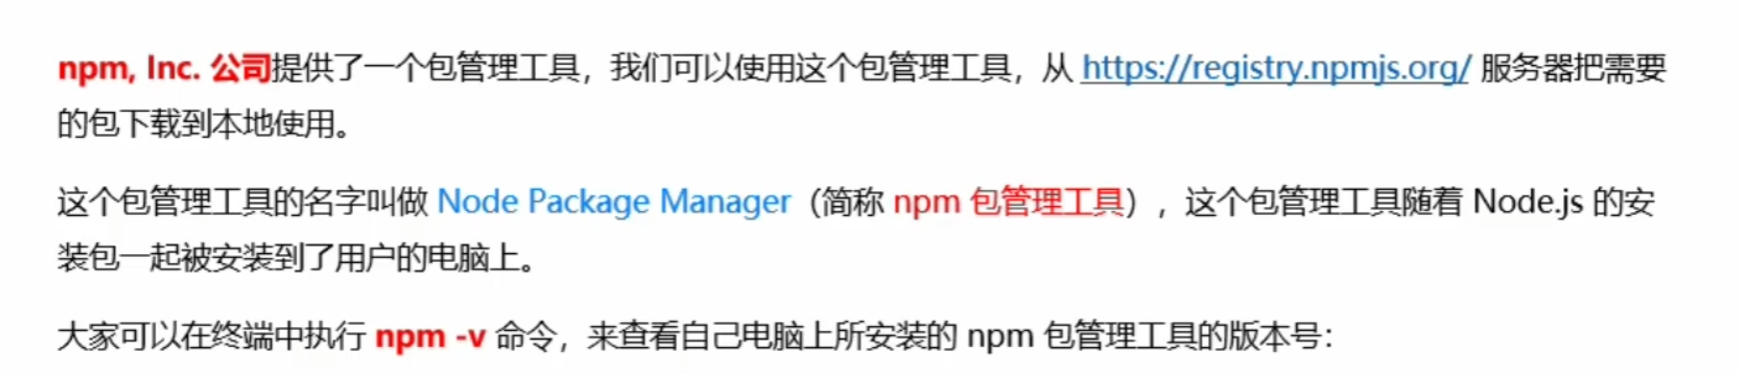 npm, Inc. 公司提供了一个包管理工具，我们可以使用这个包管理工具，从 https://registry.npmjs.org/ 服务器把需要
的包下载到本地使用。
这个包管理工具的名字叫做 Node Package Manager（简称 npm 包管理工具），这个包管理工具随着 Node.js 的安
装包一起被安装到了用户的电脑上。
大家可以在终端中执行 npm -v 命令，来查看自己电脑上所安装的 npm 包管理工具的版本号：